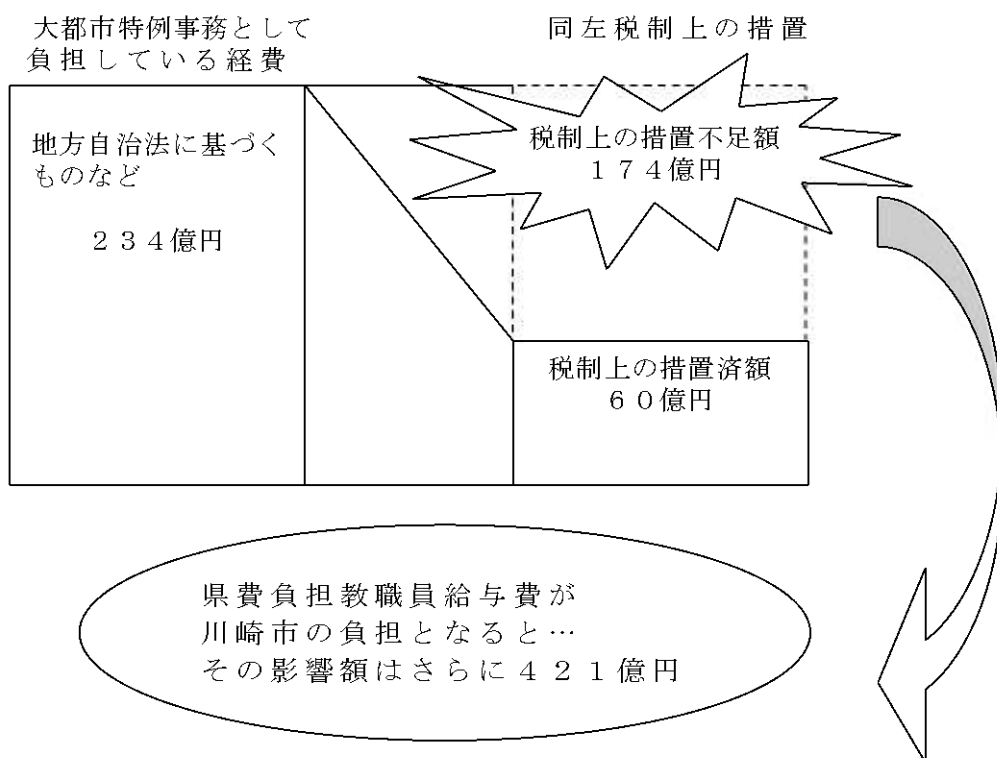 大都市特例事務として
負担している経費
同左税制上の措置
地方自治法に基づく
ものなど
２３４億円
税制上の措置不足額
１７４億円
税制上の措置済額
６０億円
県費負担教職員給与費が
川崎市の負担となると…
その影響額はさらに４２１億円